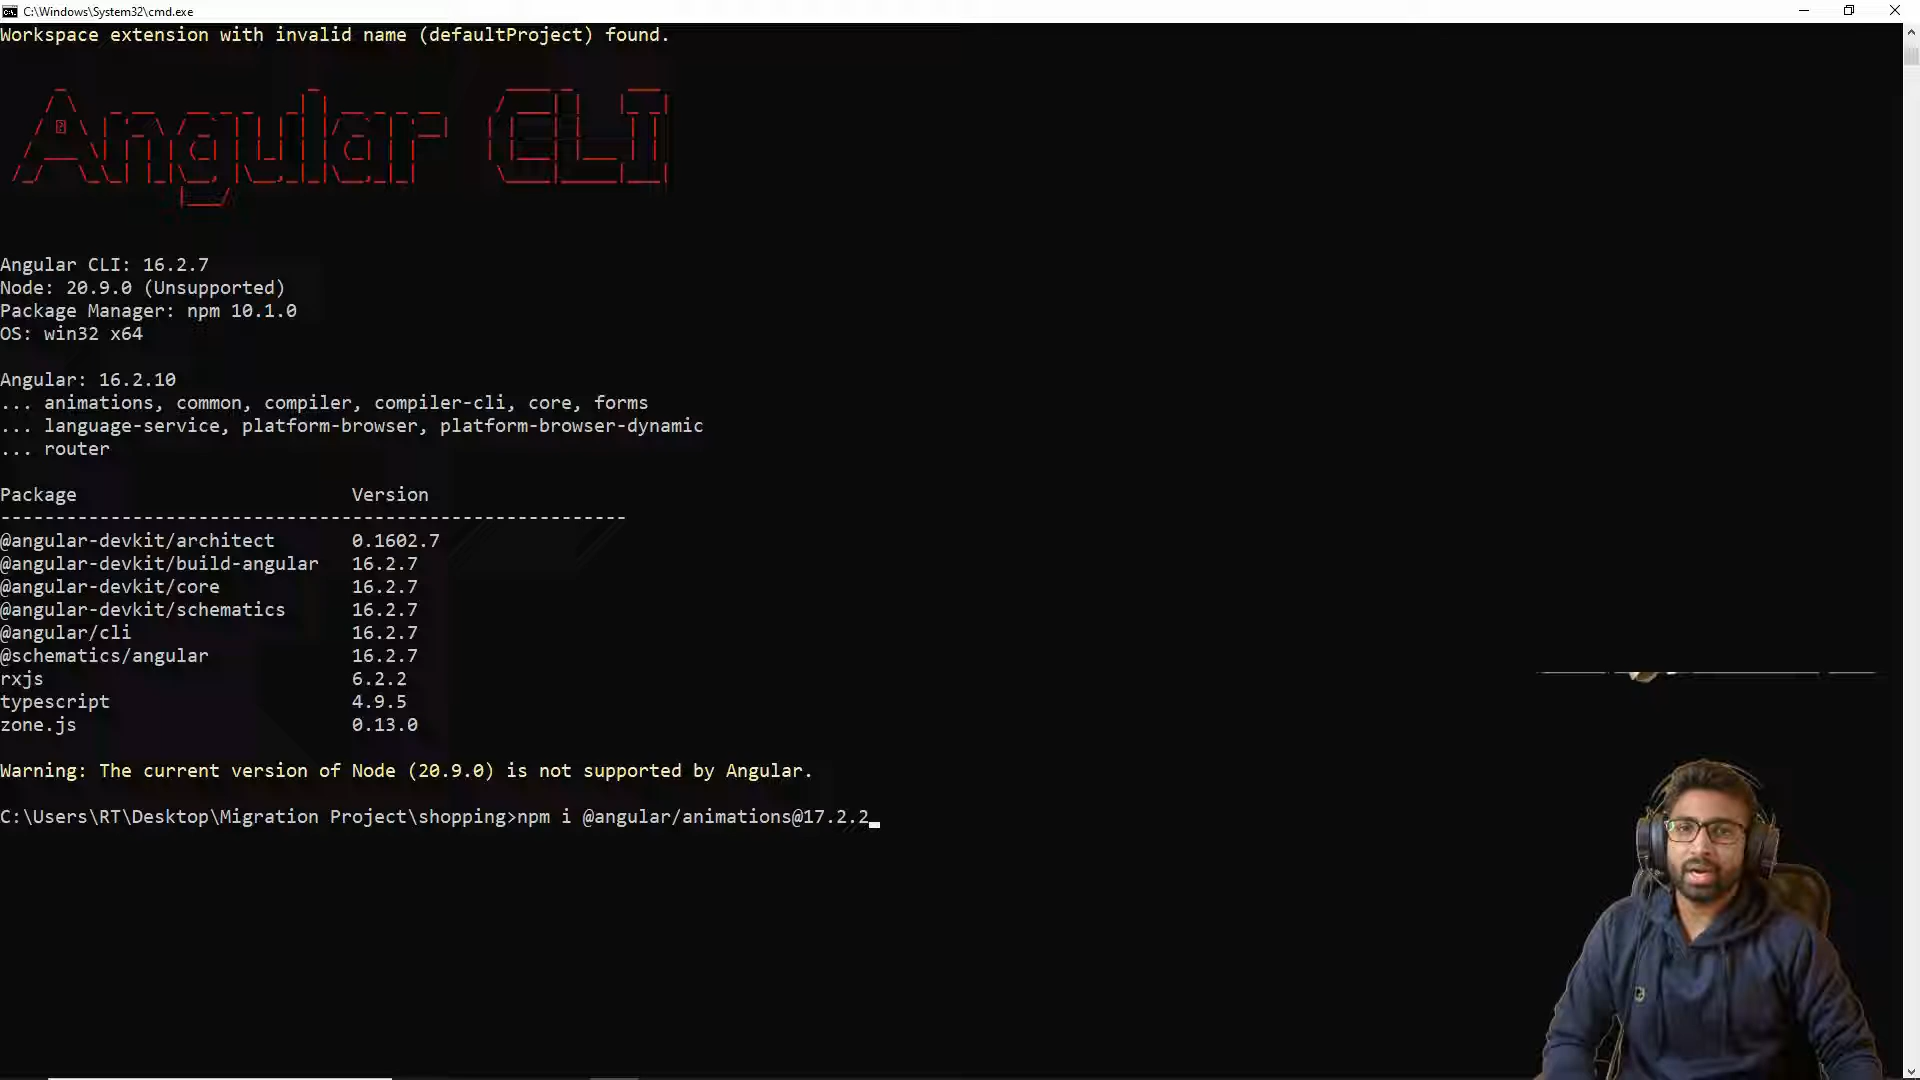 C:\Windows\System32\cmd.exe
Workspace extension with invalid name (defaultProject) found.
Angular CLI
Angular CLI: 16.2.7
Node: 20.9.0 (Unsupported)
Package Manager: npm 10.1.0
OS: win32 x64
Angular: 16.2.10
... animations, common, compiler, compiler-cli, core, forms
... language-service, platform-browser, platform-browser-dynamic
... router
Package Version
---------------------------------------------------------
@angular-devkit/architect 0.1602.7
@angular-devkit/build-angular 16.2.7
@angular-devkit/core 16.2.7
@angular-devkit/schematics 16.2.7
@angular/cli 16.2.7
@schematics/angular 16.2.7
rxjs 6.2.2
typescript 4.9.5
zone.js 0.13.0
Warning: The current version of Node (20.9.0) is not supported by Angular.
C:\Users\RT\Desktop\Migration Project\shopping>npm i @angular/animations@17.2.2_